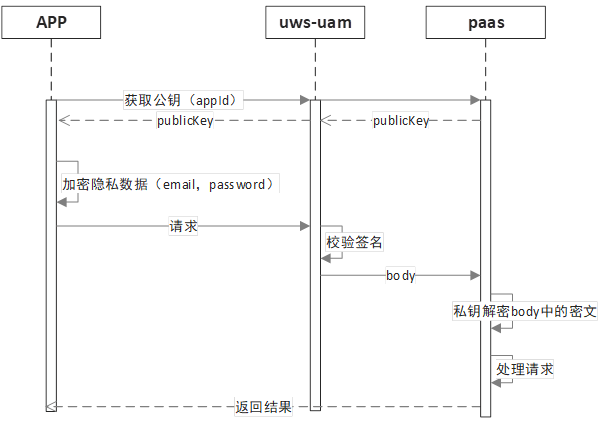 APP
uws-uam
paas
获取公钥（appId）
publicKey
publicKey
加密隐私数据（email，password）
请求
校验签名
body
私钥解密body中的密文
处理请求
返回结果